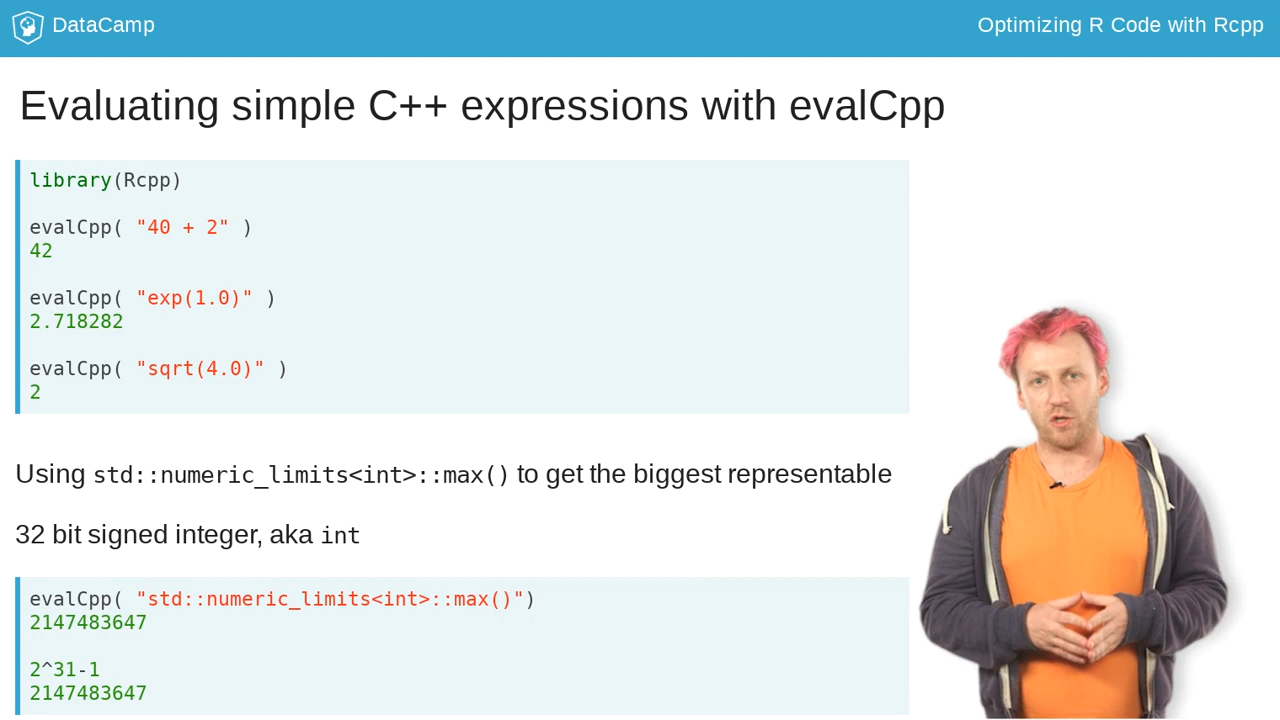 DataCamp
Optimizing R Code with Rcpp
Evaluating simple C++ expressions with evalCpp
library(Rcpp)
evalCpp( "40 + 2" )
42
evalCpp( "exp(1.0)" )
2.718282
evalCpp( "sqrt(4.0)" )
2
Using std::numeric_limits<int>::max() to get the biggest representable
32 bit signed integer, aka int
evalCpp( "std::numeric_limits<int>::max()")
2147483647
2^31-1
2147483647